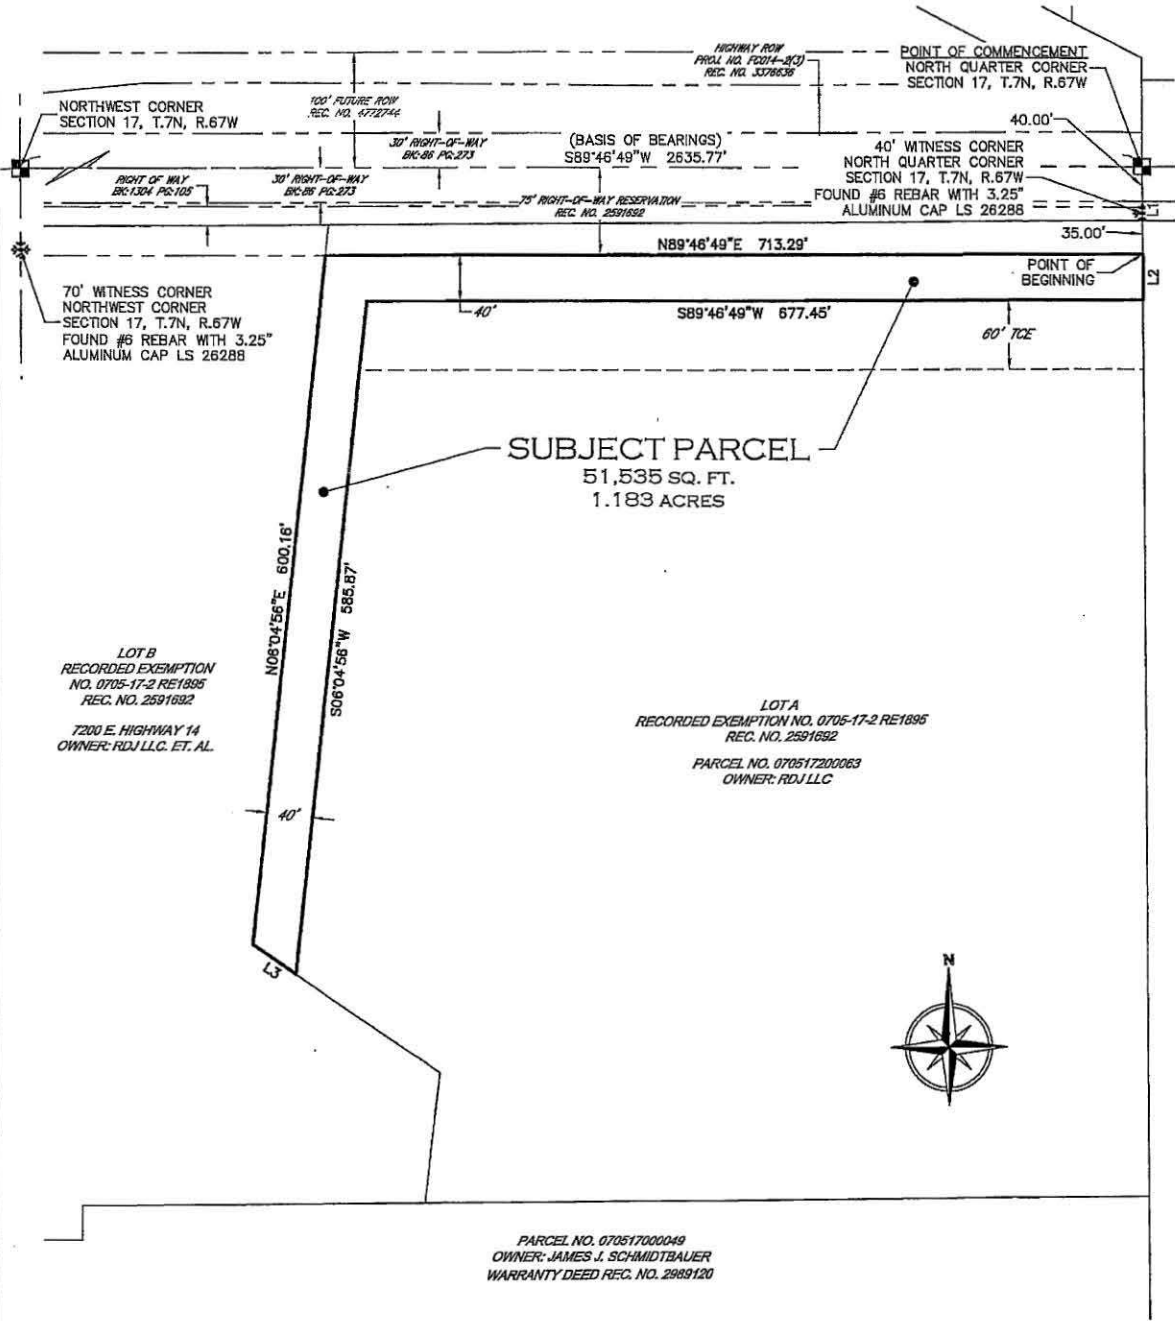 HIGHWAY ROW
PROJ. NO. FC014-2(3)
REC. NO. 3376636
POINT OF COMMENCEMENT
NORTH QUARTER CORNER
SECTION 17, T.7N, R.67W
NORTHWEST CORNER
SECTION 17, T.7N, R.67W
100' FUTURE ROW
REC. NO. 4772744
30' RIGHT-OF-WAY
BK:86 PG:273
(BASIS OF BEARINGS)
S89°46'49"W 2635.77'
40.00'
40' WITNESS CORNER
NORTH QUARTER CORNER
SECTION 17, T.7N, R.67W
FOUND #6 REBAR WITH 3.25"
ALUMINUM CAP LS 26288
RIGHT OF WAY
BK:1304 PG:105
30' RIGHT-OF-WAY
BK:86 PG:273
75' RIGHT-OF-WAY RESERVATION
REC. NO. 2591692
L1
35.00'
N89°46'49"E 713.29'
POINT OF
BEGINNING
L2
70' WITNESS CORNER
NORTHWEST CORNER
SECTION 17, T.7N, R.67W
FOUND #6 REBAR WITH 3.25"
ALUMINUM CAP LS 26288
40'
S89°46'49"W 677.45'
60' TCE
SUBJECT PARCEL
51,535 SQ. FT.
1.183 ACRES
N06°04'56"E 600.16'
S06°04'56"W 585.87'
LOT B
RECORDED EXEMPTION
NO. 0705-17-2 RE1895
REC. NO. 2591692
7200 E. HIGHWAY 14
OWNER: RDJ LLC. ET. AL.
LOT A
RECORDED EXEMPTION NO. 0705-17-2 RE1895
REC. NO. 2591692
PARCEL NO. 070517200063
OWNER: RDJ LLC
40'
L3
N
PARCEL NO. 070517000049
OWNER: JAMES J. SCHMIDTBAUER
WARRANTY DEED REC. NO. 2989120